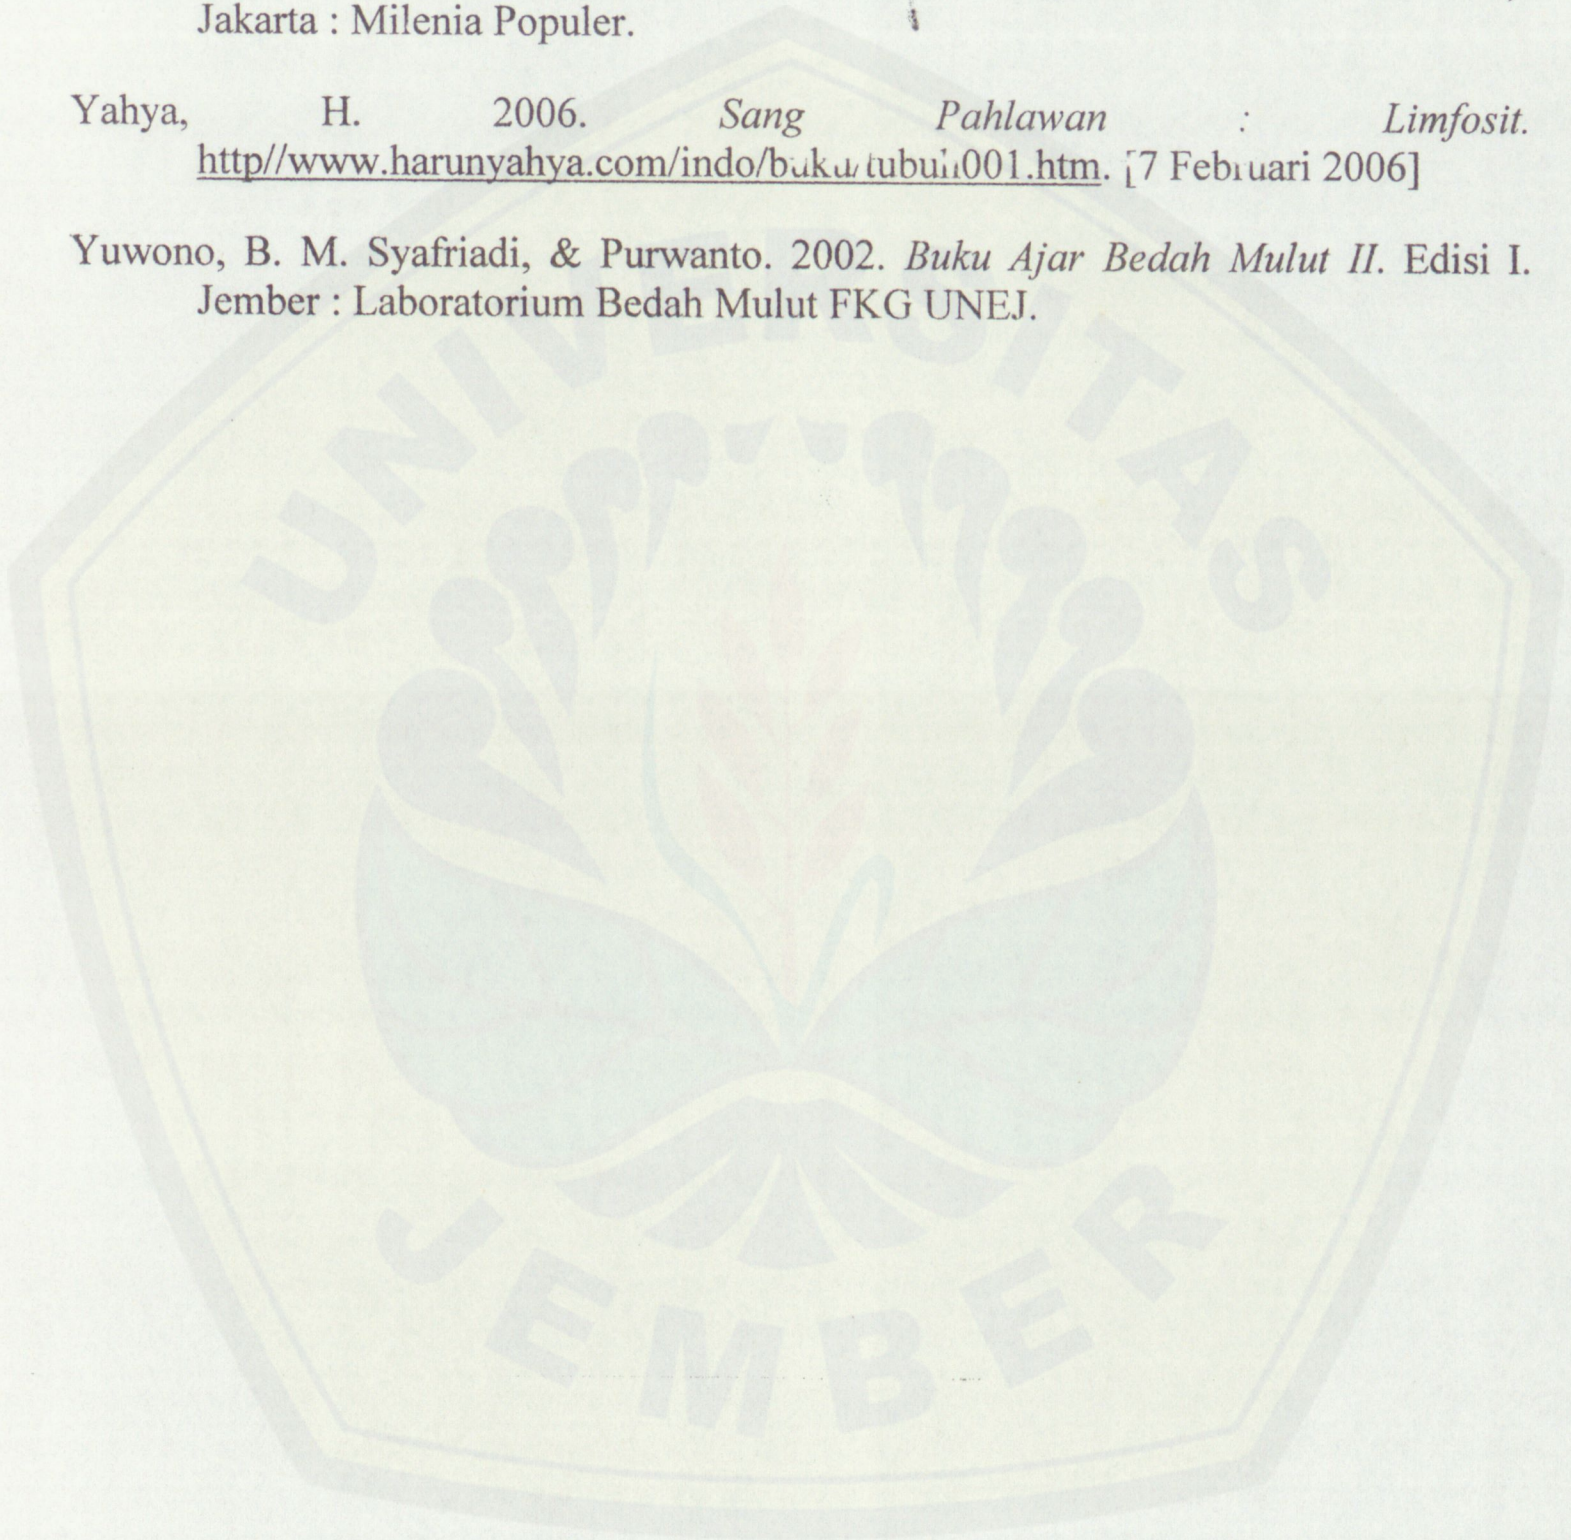 Jakarta : Milenia Populer.
Yahya, H. 2006. Sang Pahlawan : Limfosit.
http//www.harunyahya.com/indo/buku/tubuh001.htm. [7 Februari 2006]
Yuwono, B. M. Syafriadi, & Purwanto. 2002. Buku Ajar Bedah Mulut II. Edisi I.
Jember : Laboratorium Bedah Mulut FKG UNEJ.
UNIVERSITAS
JEMBER